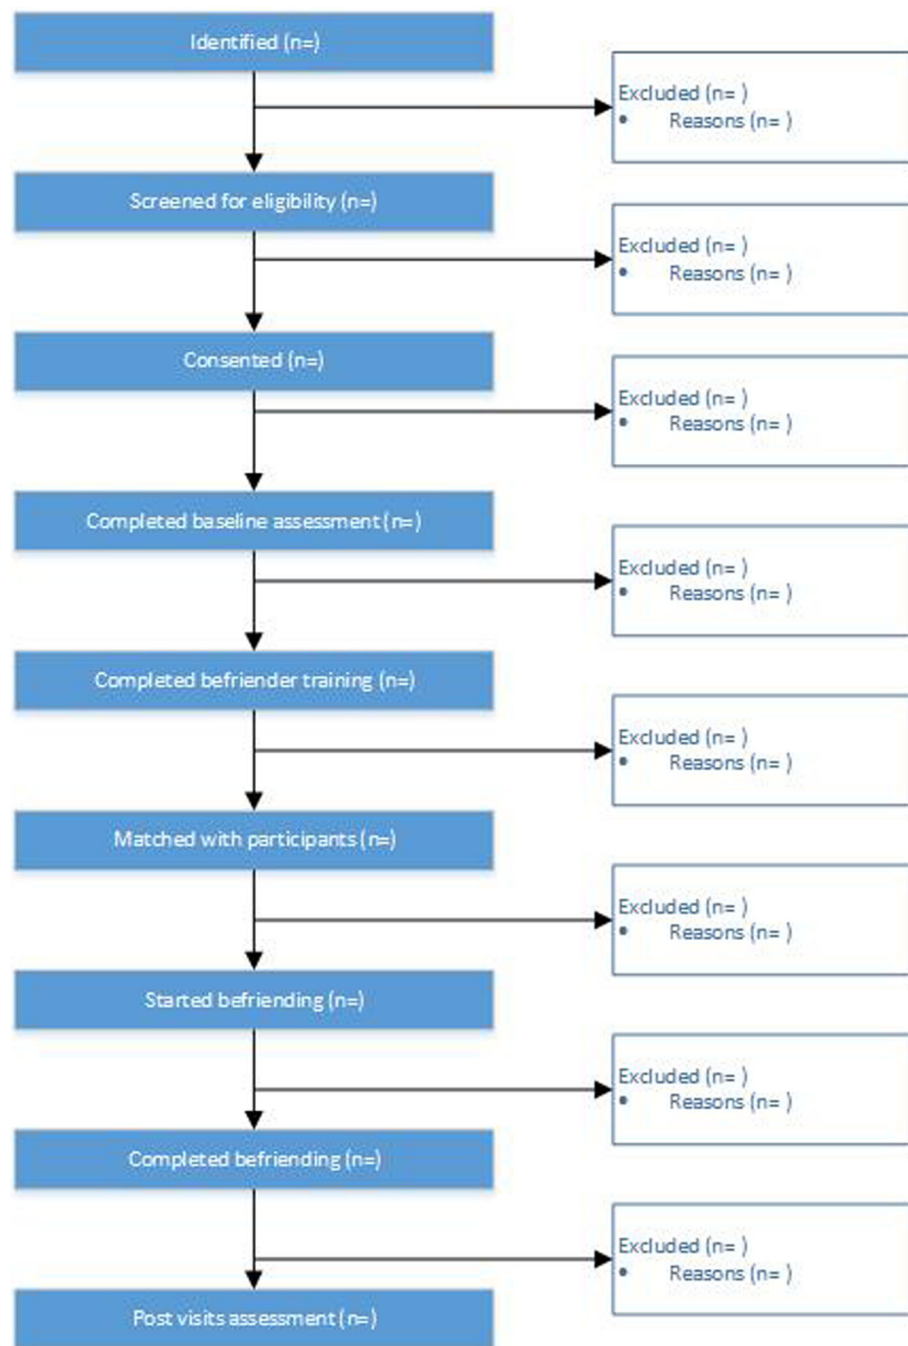 Identified (n=)
Excluded (n= )
• Reasons (n= )
Screened for eligibility (n=)
Excluded (n= )
• Reasons (n= )
Consented (n=)
Excluded (n= )
• Reasons (n= )
Completed baseline assessment (n=)
Excluded (n= )
• Reasons (n= )
Completed befriender training (n=)
Excluded (n= )
• Reasons (n= )
Matched with participants (n=)
Excluded (n= )
• Reasons (n= )
Started befriending (n=)
Excluded (n= )
• Reasons (n= )
Completed befriending (n=)
Excluded (n= )
• Reasons (n= )
Post visits assessment (n=)